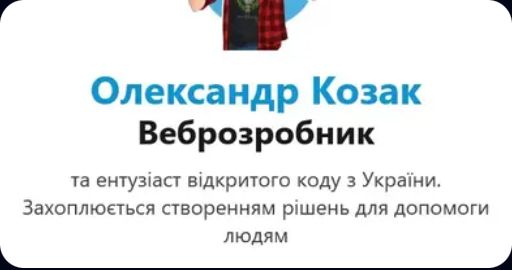 Олександр Козак
Веброзробник
та ентузіаст відкритого коду з України.
Захоплюється створенням рішень для допомоги
людям